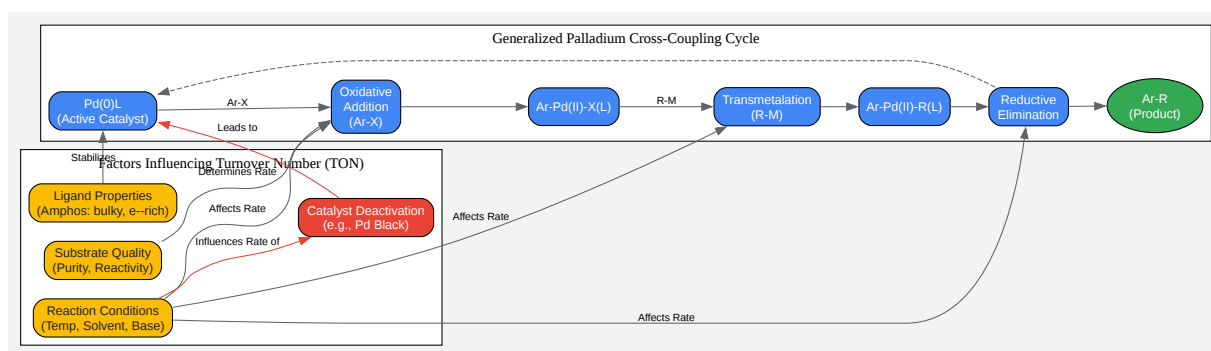 Generalized Palladium Cross-Coupling Cycle
Pd(0)L
(Active Catalyst)
Ar-X
Oxidative
Addition
(Ar-X)
Ar-Pd(II)-X(L)
R-M
Transmetalation
(R-M)
Ar-Pd(II)-R(L)
Reductive
Elimination
Ar-R
(Product)
Leads to
Stabilizes
Factors Influencing Turnover Number (TON)
Determines Rate
Ligand Properties
(Amphos: bulky, e--rich)
Affects Rate
Catalyst Deactivation
(e.g., Pd Black)
Affects Rate
Influences Rate of
Substrate Quality
(Purity, Reactivity)
Reaction Conditions
(Temp, Solvent, Base)
Affects Rate